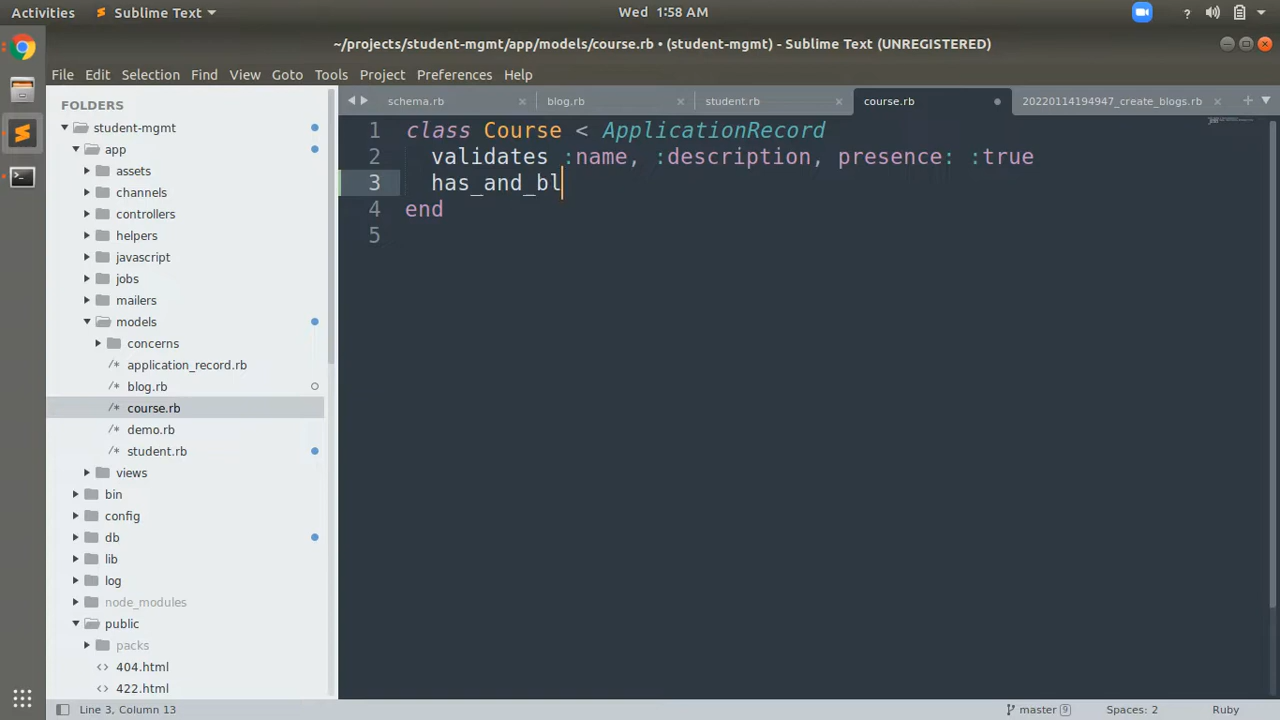 Activities
Sublime Text
Wed 1:58 AM
?
~/projects/student-mgmt/app/models/course.rb • (student-mgmt) - Sublime Text (UNREGISTERED)
File Edit Selection Find View Goto Tools Project Preferences Help
FOLDERS
student-mgmt
app
assets
channels
controllers
helpers
javascript
jobs
mailers
models
concerns
/* application_record.rb
/* blog.rb
/* course.rb
/* demo.rb
/* student.rb
views
bin
config
db
lib
log
node_modules
public
packs
<> 404.html
<> 422.html
schema.rb × blog.rb × student.rb × course.rb • 20220114194947_create_blogs.rb × +
1 class Course < ApplicationRecord
2 validates :name, :description, presence: :true
3 has_and_bl
4 end
5
Line 3, Column 13
master 9
Spaces: 2
Ruby